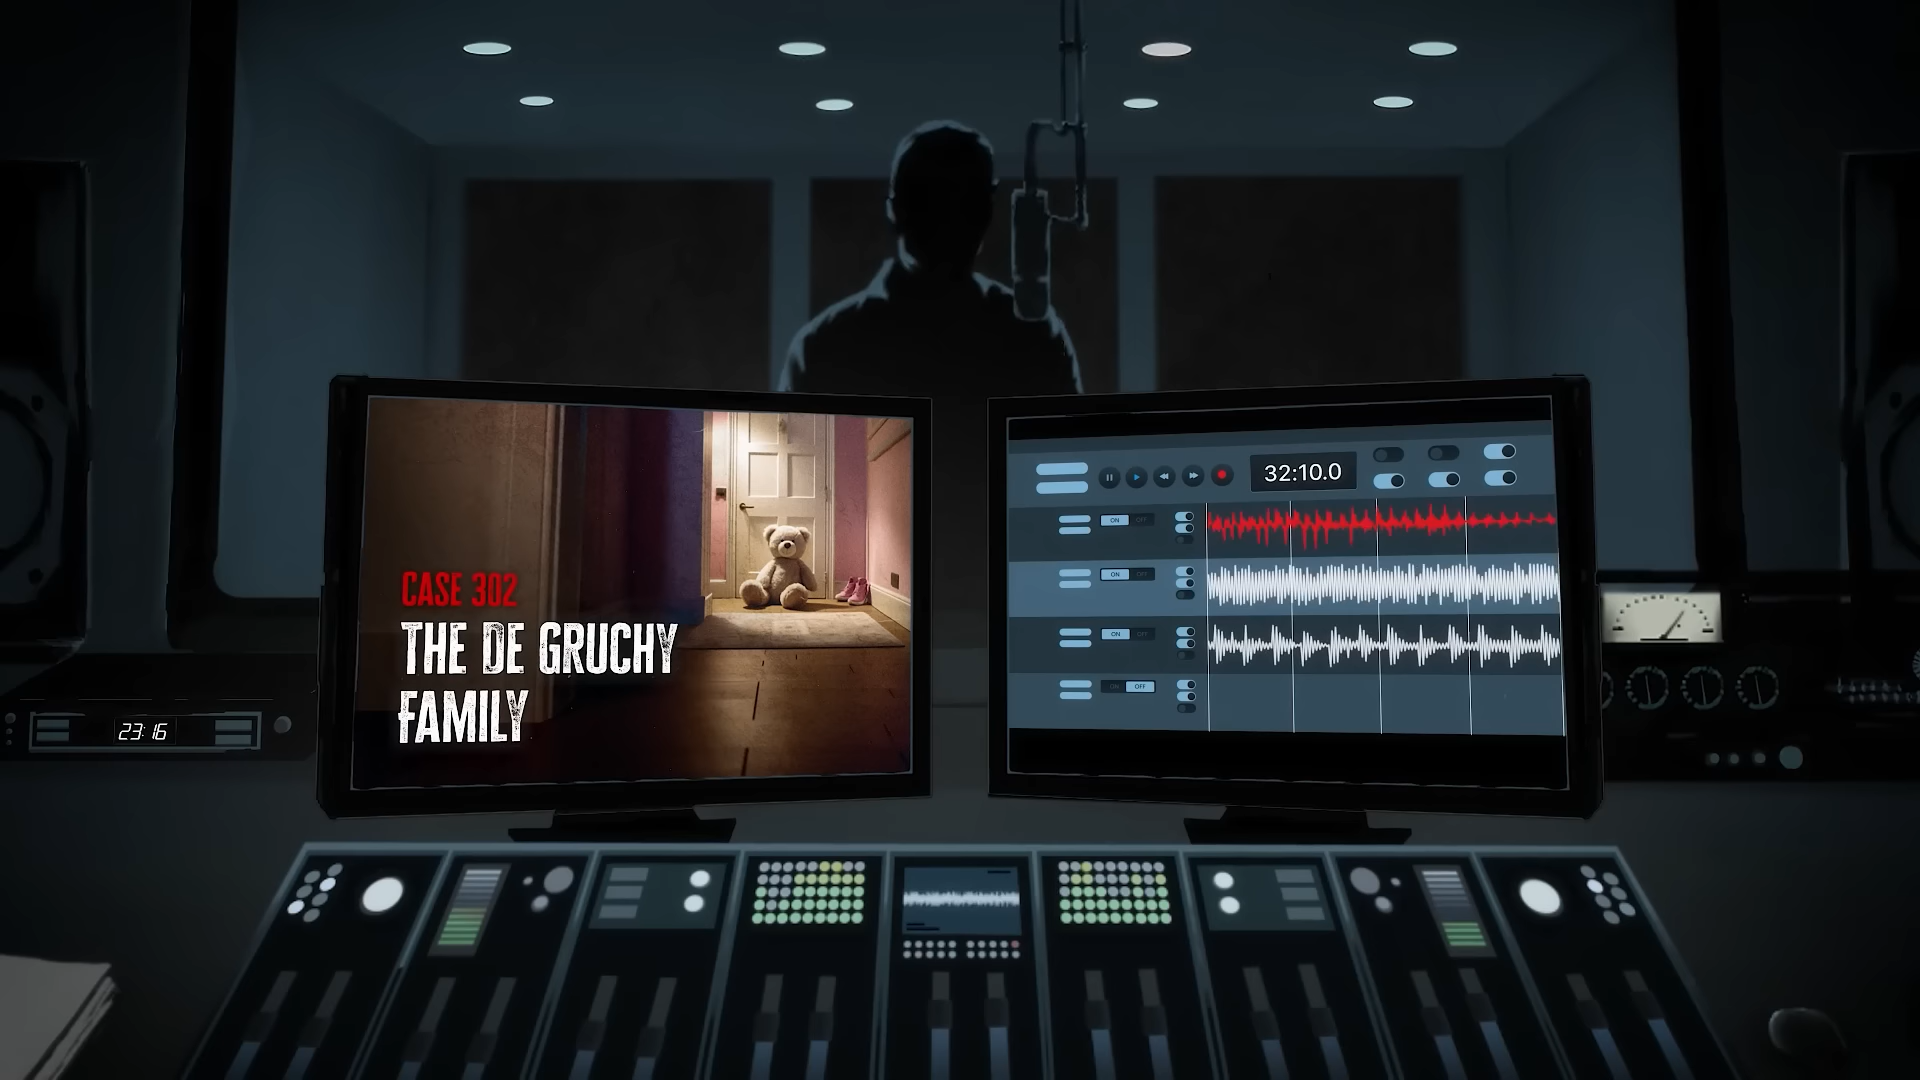 CASE 302
THE DE GRUCHY
FAMILY
32:10.0
ON OFF
ON OFF
ON OFF
ON OFF
23:16